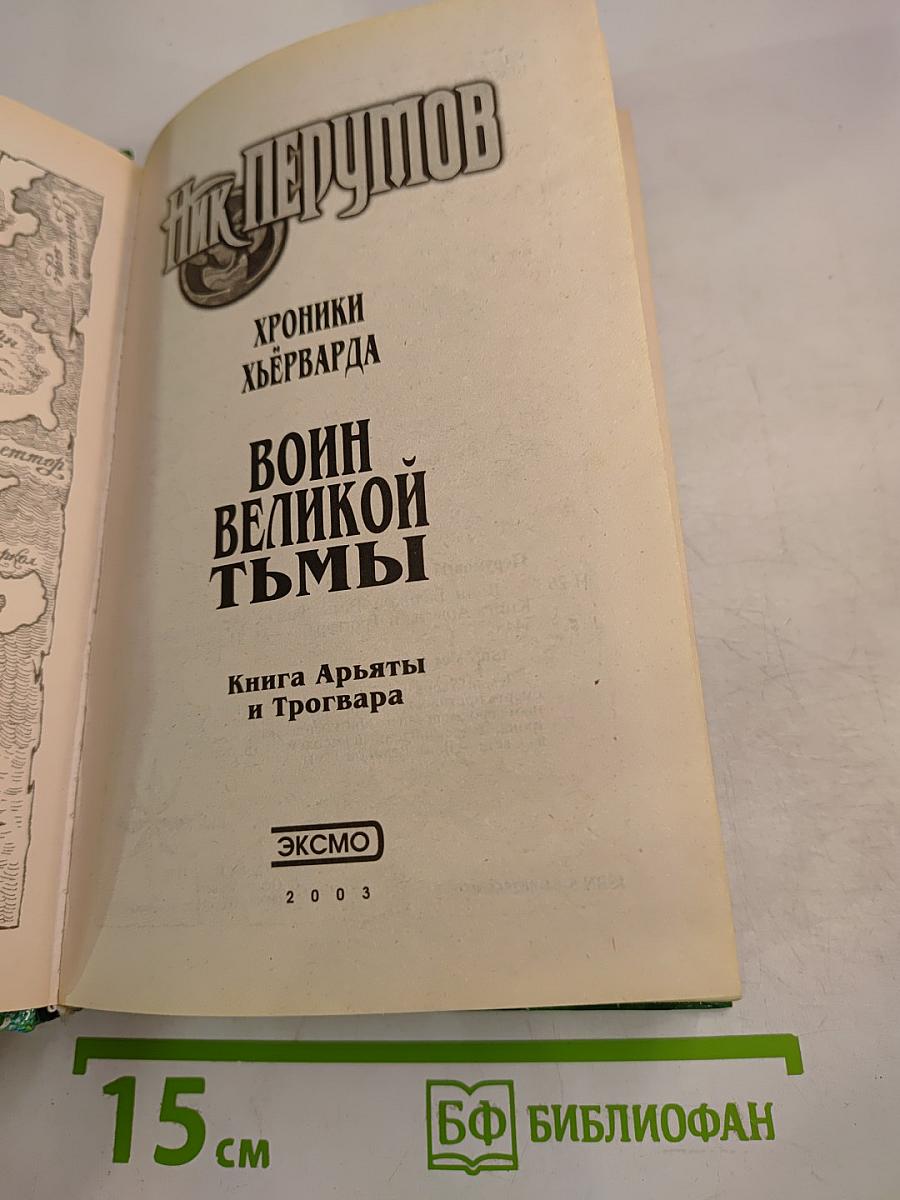 Ник ПЕРУМОВ
ХРОНИКИ
ХЬЁРВАРДА
ВОИН
ВЕЛИКОЙ
ТЬМЫ
Книга Арьяты
и Трогвара
ЭКСМО
2003
15 см
БФ БИБЛИОФАН